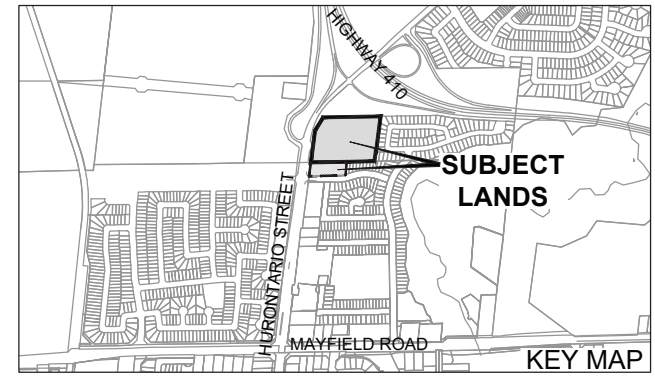 HIGHWAY 410
SUBJECT
LANDS
HURONTARIO STREET
MAYFIELD ROAD
KEY MAP